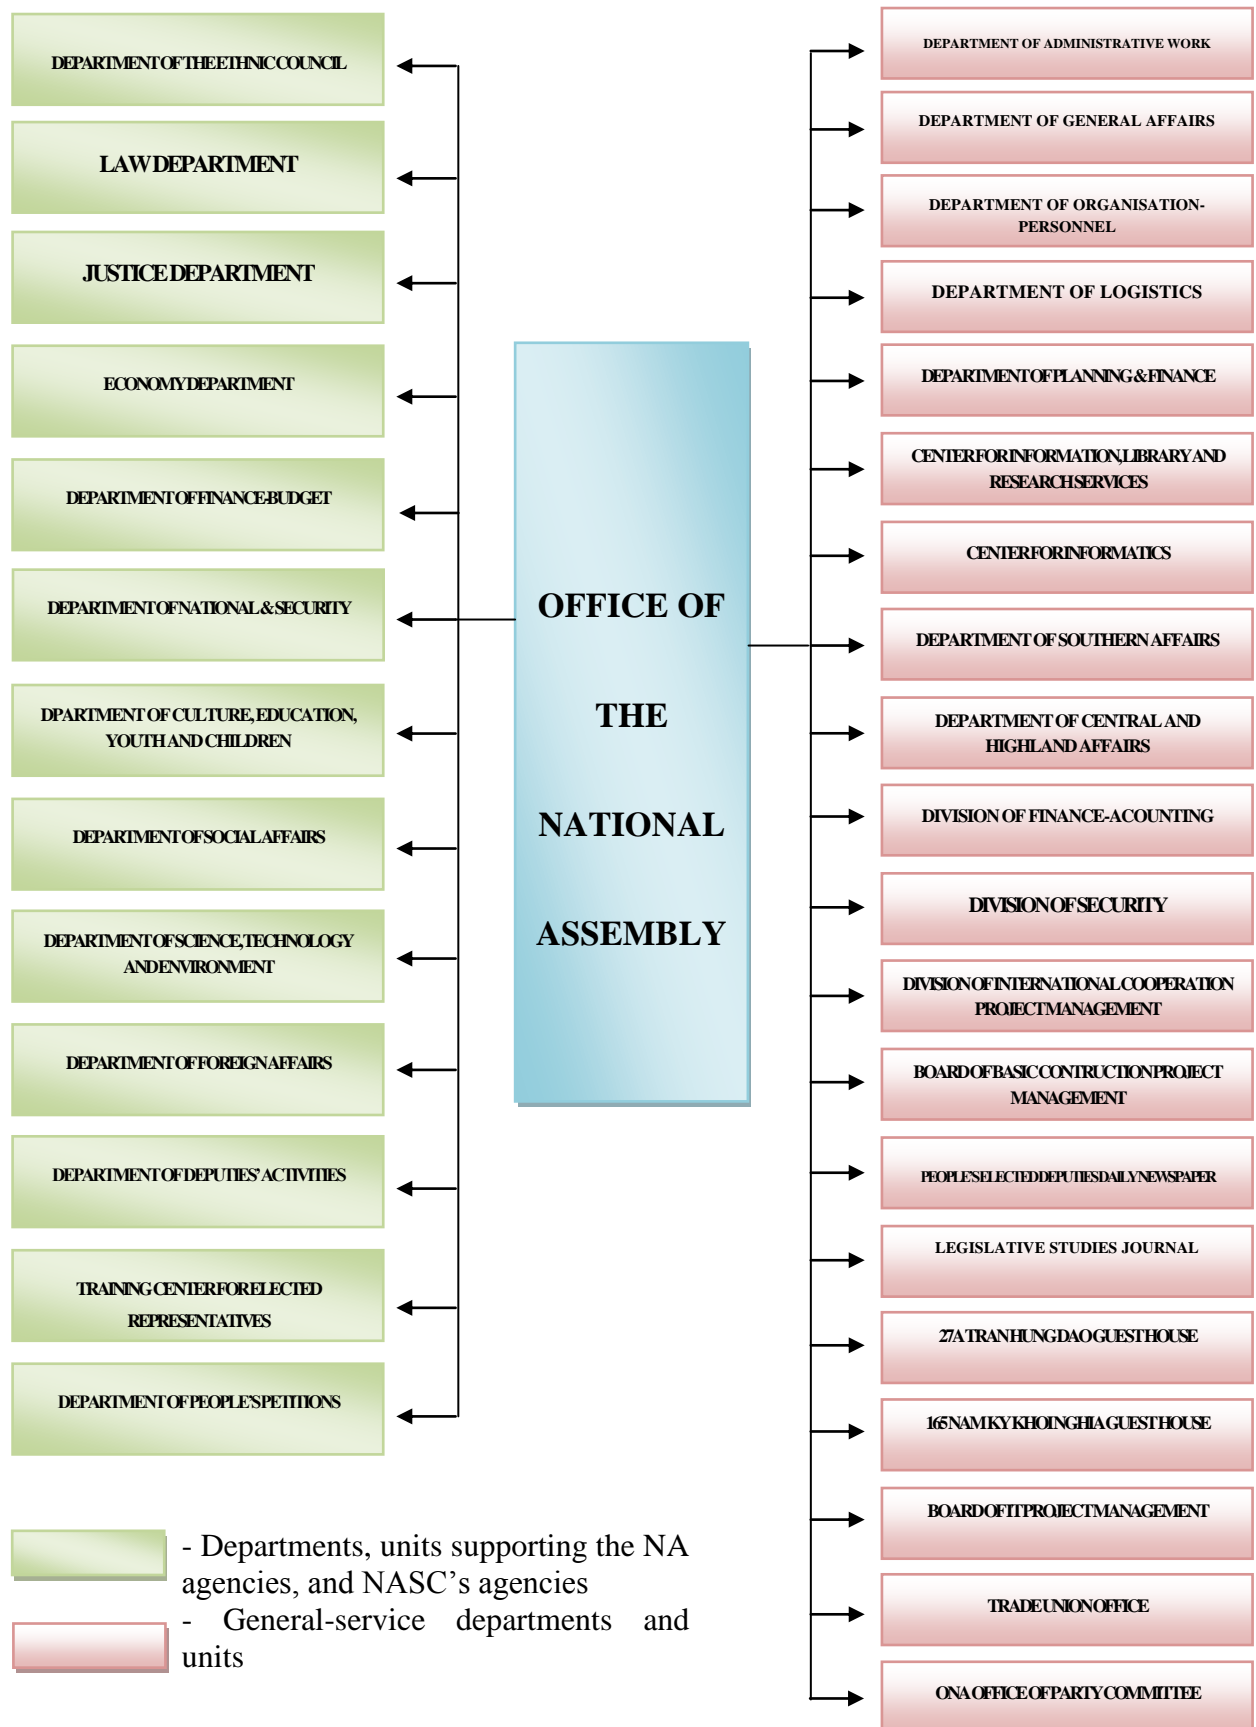 DEPARTMENT OF THE ETHNIC COUNCIL
LAW DEPARTMENT
JUSTICE DEPARTMENT
ECONOMY DEPARTMENT
DEPARTMENT OF FINANCE-BUDGET
DEPARTMENT OF NATIONAL & SECURITY
DPARTMENT OF CULTURE, EDUCATION,
YOUTH AND CHILDREN
DEPARTMENT OF SOCIAL AFFAIRS
DEPARTMENT OF SCIENCE, TECHNOLOGY
AND ENVIRONMENT
DEPARTMENT OF FOREIGN AFFAIRS
DEPARTMENT OF DEPUTIES’ ACTIVITIES
TRAINING CENTER FOR ELECTED
REPRESENTATIVES
DEPARTMENT OF PEOPLE’S PETITIONS
OFFICE OF
THE
NATIONAL
ASSEMBLY
DEPARTMENT OF ADMINISTRATIVE WORK
DEPARTMENT OF GENERAL AFFAIRS
DEPARTMENT OF ORGANISATION-
PERSONNEL
DEPARTMENT OF LOGISTICS
DEPARTMENT OF PLANNING & FINANCE
CENTER FOR INFORMATION, LIBRARY AND
RESEARCH SERVICES
CENTER FOR INFORMATICS
DEPARTMENT OF SOUTHERN AFFAIRS
DEPARTMENT OF CENTRAL AND
HIGHLAND AFFAIRS
DIVISION OF FINANCE-ACOUNTING
DIVISION OF SECURITY
DIVISION OF INTERNATIONAL COOPERATION
PROJECT MANAGEMENT
BOARD OF BASIC CONTRUCTION PROJECT
MANAGEMENT
PEOPLE’S ELECTED DEPUTIES DAILY NEWSPAPER
LEGISLATIVE STUDIES JOURNAL
27A TRAN HUNG DAO GUEST HOUSE
165 NAM KY KHOI NGHIA GUEST HOUSE
BOARD OF IT PROJECT MANAGEMENT
TRADE UNION OFFICE
ONA OFFICE OF PARTY COMMITTEE
- Departments, units supporting the NA
agencies, and NASC’s agencies
- General-service departments and
units